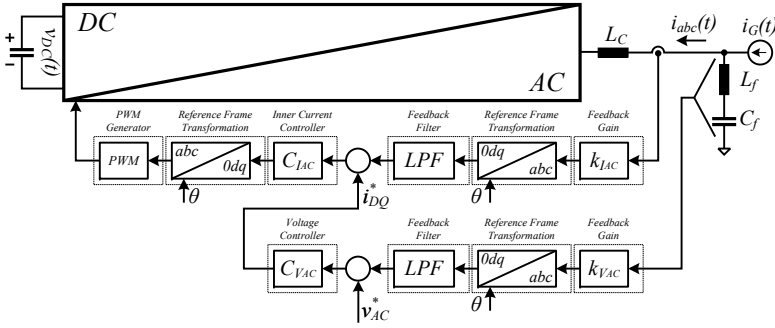 DC
AC
+
−
v_DC(t)
L_C
i_abc(t)
i_G(t)
L_f
C_f
PWM Generator
Reference Frame Transformation
Inner Current Controller
Feedback Filter
Reference Frame Transformation
Feedback Gain
PWM
abc
0dq
C_IAC
LPF
0dq
abc
k_IAC
θ
i*_DQ
θ
Voltage Controller
Feedback Filter
Reference Frame Transformation
Feedback Gain
C_VAC
LPF
0dq
abc
k_VAC
v*_AC
θ